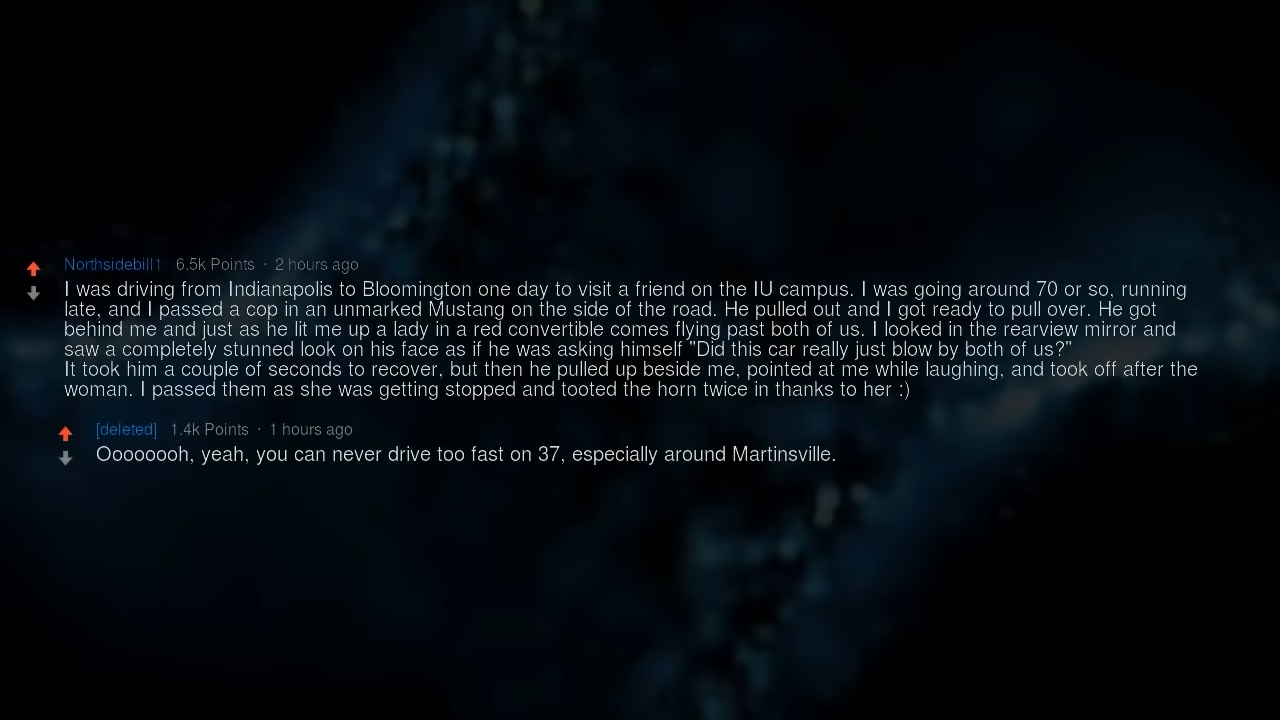 Northsidebill1 6.5k Points · 2 hours ago
I was driving from Indianapolis to Bloomington one day to visit a friend on the IU campus. I was going around 70 or so, running
late, and I passed a cop in an unmarked Mustang on the side of the road. He pulled out and I got ready to pull over. He got
behind me and just as he lit me up a lady in a red convertible comes flying past both of us. I looked in the rearview mirror and
saw a completely stunned look on his face as if he was asking himself "Did this car really just blow by both of us?"
It took him a couple of seconds to recover, but then he pulled up beside me, pointed at me while laughing, and took off after the
woman. I passed them as she was getting stopped and tooted the horn twice in thanks to her :)
[deleted] 1.4k Points · 1 hours ago
Oooooooh, yeah, you can never drive too fast on 37, especially around Martinsville.